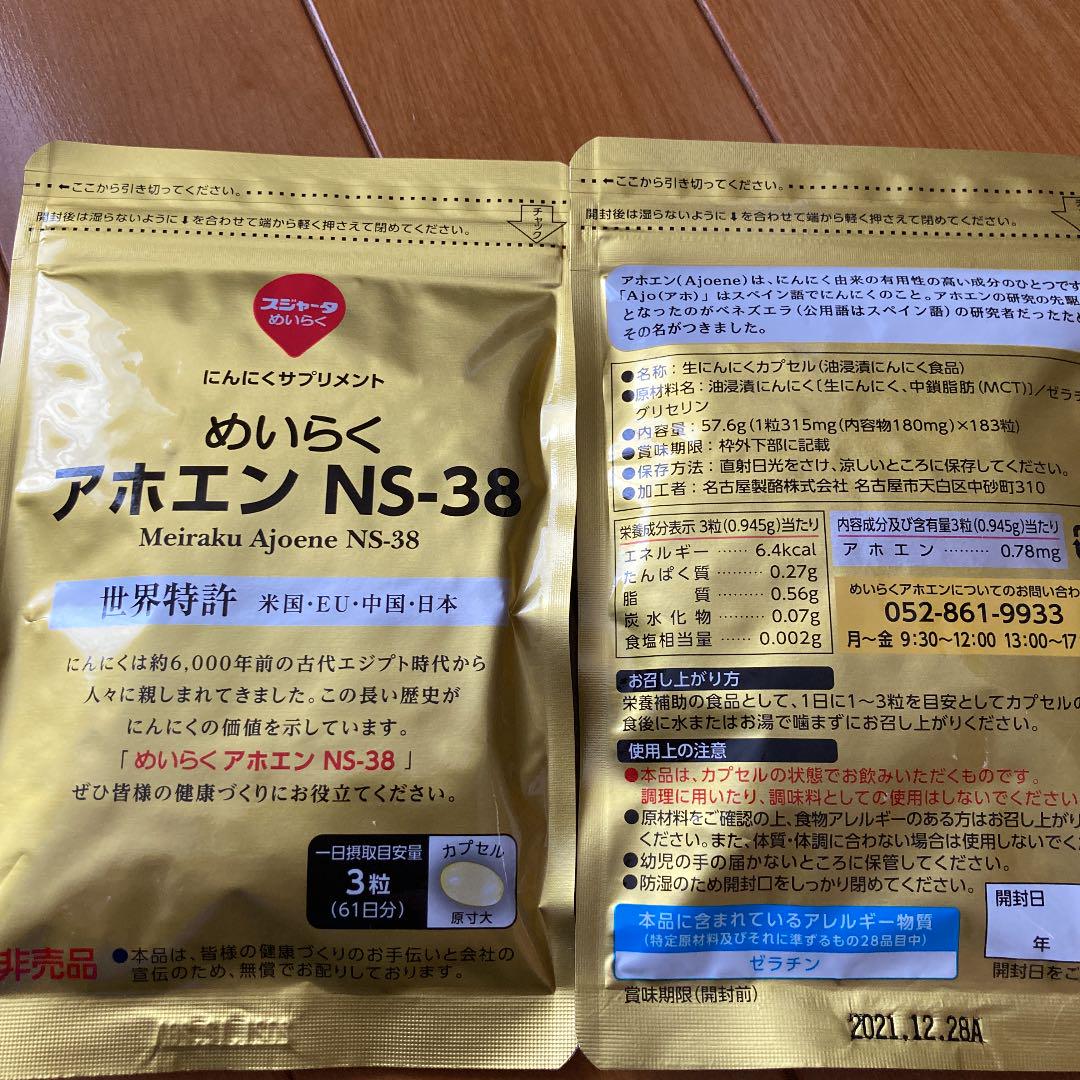 ←ここから引き切ってください。
開封後は湿らないように⬇を合わせて端から軽く押さえて閉めてください。
チャック
スジャータ
めいらく
にんにくサプリメント
めいらく
アホエン NS-38
Meiraku Ajoene NS-38
世界特許 米国・EU・中国・日本
にんにくは約6,000年前の古代エジプト時代から
人々に親しまれてきました。この長い歴史が
にんにくの価値を示しています。
「めいらく アホエン NS-38」
ぜひ皆様の健康づくりにお役立てください。
一日摂取目安量
3粒
(61日分)
カプセル
原寸大
非売品
●本品は、皆様の健康づくりのお手伝いと会社の
宣伝のため、無償でお配りしております。
←ここから引き切ってください。
開封後は湿らないように⬇を合わせて端から軽く押さえて閉めてください。
アホエン(Ajoene)は、にんにく由来の有用性の高い成分のひとつです
「Ajo(アホ)」はスペイン語でにんにくのこと。アホエンの研究の先駆
となったのがベネズエラ(公用語はスペイン語)の研究者だったため
その名がつきました。
●名称:生にんにくカプセル(油浸漬にんにく食品)
●原材料名:油浸漬にんにく〔生にんにく、中鎖脂肪(MCT)〕/ゼラチ
グリセリン
●内容量:57.6g(1粒315mg(内容物180mg)×183粒)
●賞味期限:枠外下部に記載
●保存方法:直射日光をさけ、涼しいところに保存してください。
●加工者:名古屋製酪株式会社 名古屋市天白区中砂町310
栄養成分表示 3粒(0.945g)当たり
エネルギー……6.4kcal
たんぱく質………0.27g
脂 質………0.56g
炭水化物………0.07g
食塩相当量……0.002g
内容成分及び含有量3粒(0.945g)当たり
アホエン………0.78mg
めいらくアホエンについてのお問い合わ
052-861-9933
月～金 9:30~12:00 13:00~17
お召し上がり方
栄養補助の食品として、1日に1～3粒を目安としてカプセルの
食後に水またはお湯で噛まずにお召し上がりください。
使用上の注意
●本品は、カプセルの状態でお飲みいただくものです。
調理に用いたり、調味料としての使用はしないでください
●原材料をご確認の上、食物アレルギーのある方はお召し上がり
ください。また、体質・体調に合わない場合は使用しないでく
●幼児の手の届かないところに保管してください。
●防湿のため開封口をしっかり閉めてください。
本品に含まれているアレルギー物質
(特定原材料及びそれに準ずるもの28品目中)
ゼラチン
開封日
年
開封日をご
賞味期限(開封前)
2021.12.28A